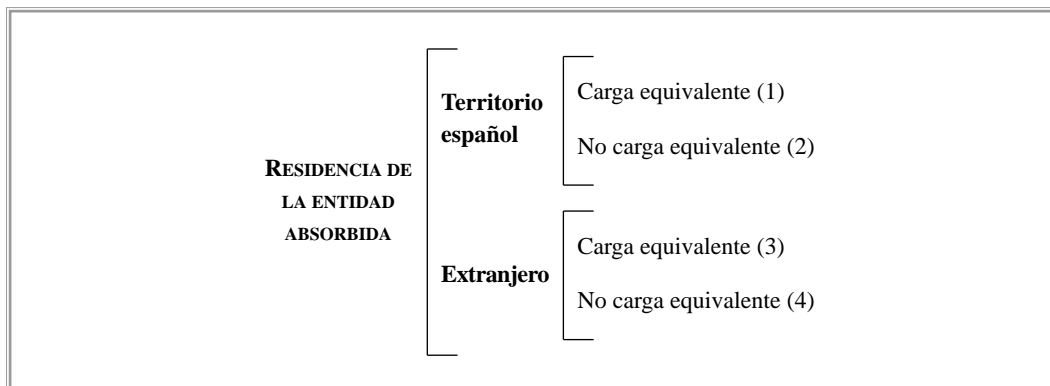 RESIDENCIA DE
LA ENTIDAD
ABSORBIDA
Territorio
español
Carga equivalente (1)
No carga equivalente (2)
Extranjero
Carga equivalente (3)
No carga equivalente (4)